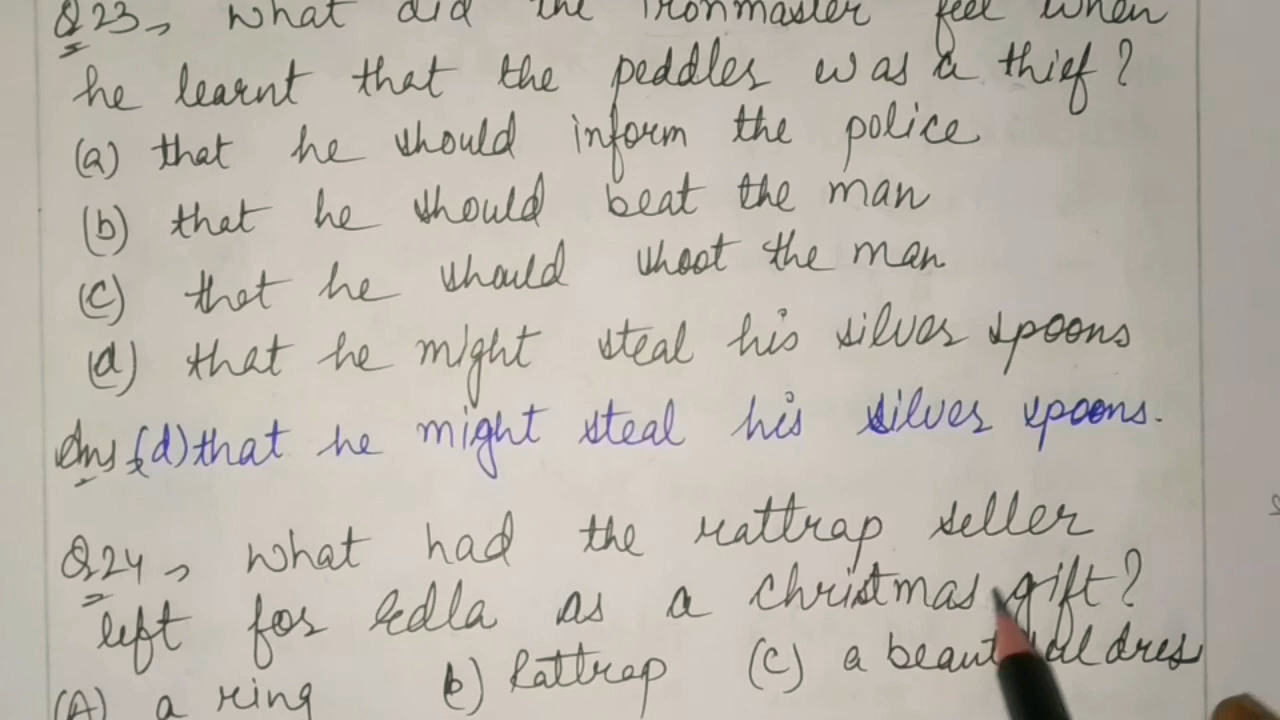 Q23, What did the Ironmaster feel when
he learnt that the peddler was a thief?
(a) that he should inform the police
(b) that he should beat the man
(c) that he should shoot the man
(d) that he might steal his silver spoons
Ans (d) that he might steal his silver spoons.
Q24, What had the rattrap seller
left for Edla as a christmas gift?
(A) a ring b) Rattrap (C) a beautiful dress